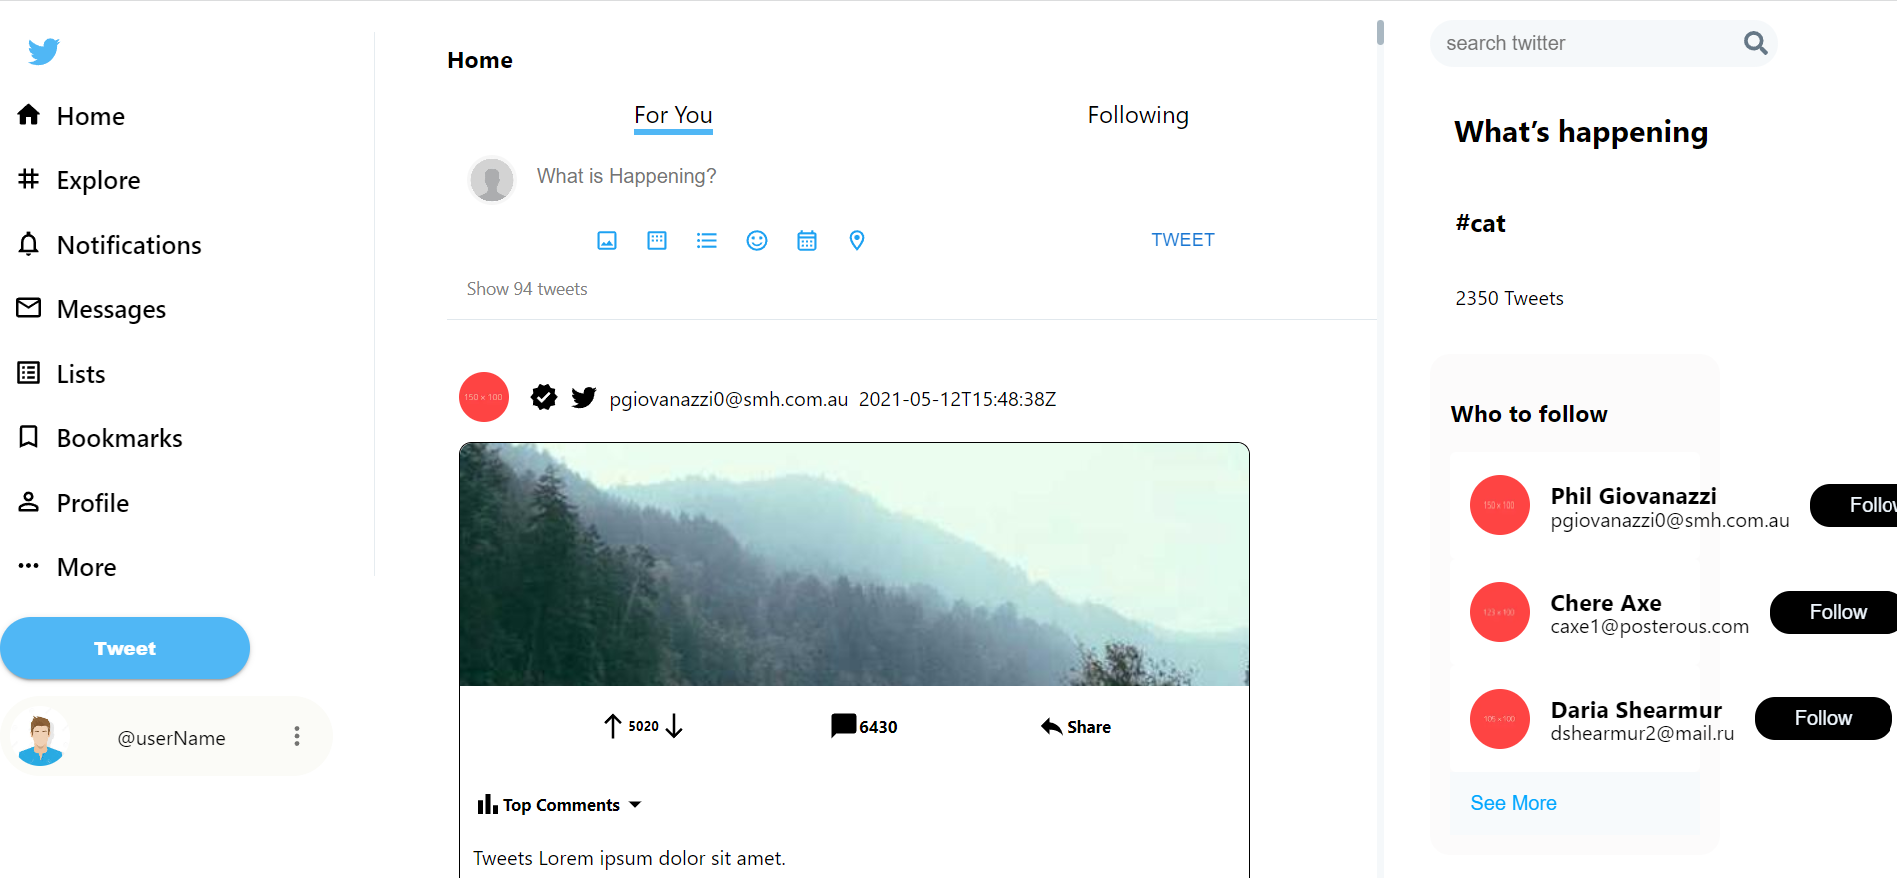 Home
Explore
Notifications
Messages
Lists
Bookmarks
Profile
More
Tweet
@userName
Home
For You
Following
What is Happening?
TWEET
Show 94 tweets
150 x 100
pgiovanazzi0@smh.com.au 2021-05-12T15:48:38Z
5020
6430
Share
Top Comments
Tweets Lorem ipsum dolor sit amet.
search twitter
What's happening
#cat
2350 Tweets
Who to follow
150 x 100
Phil Giovanazzi
pgiovanazzi0@smh.com.au
Follow
123 x 100
Chere Axe
caxe1@posterous.com
Follow
105 x 100
Daria Shearmur
dshearmur2@mail.ru
Follow
See More